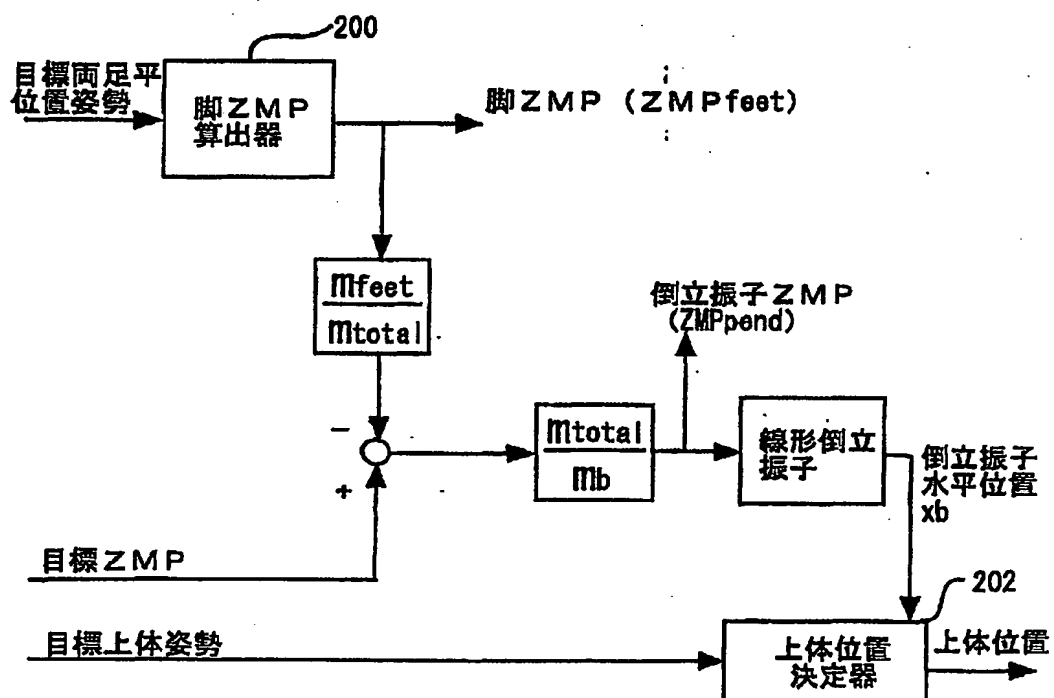 200
目標両足平
位置姿勢
脚ZMP
算出器
脚ZMP (ZMPfeet)
mfeet
mtotal
倒立振子ZMP
(ZMPpend)
−
+
mtotal
mb
線形倒立
振子
倒立振子
水平位置
xb
目標ZMP
202
目標上体姿勢
上体位置
決定器
上体位置